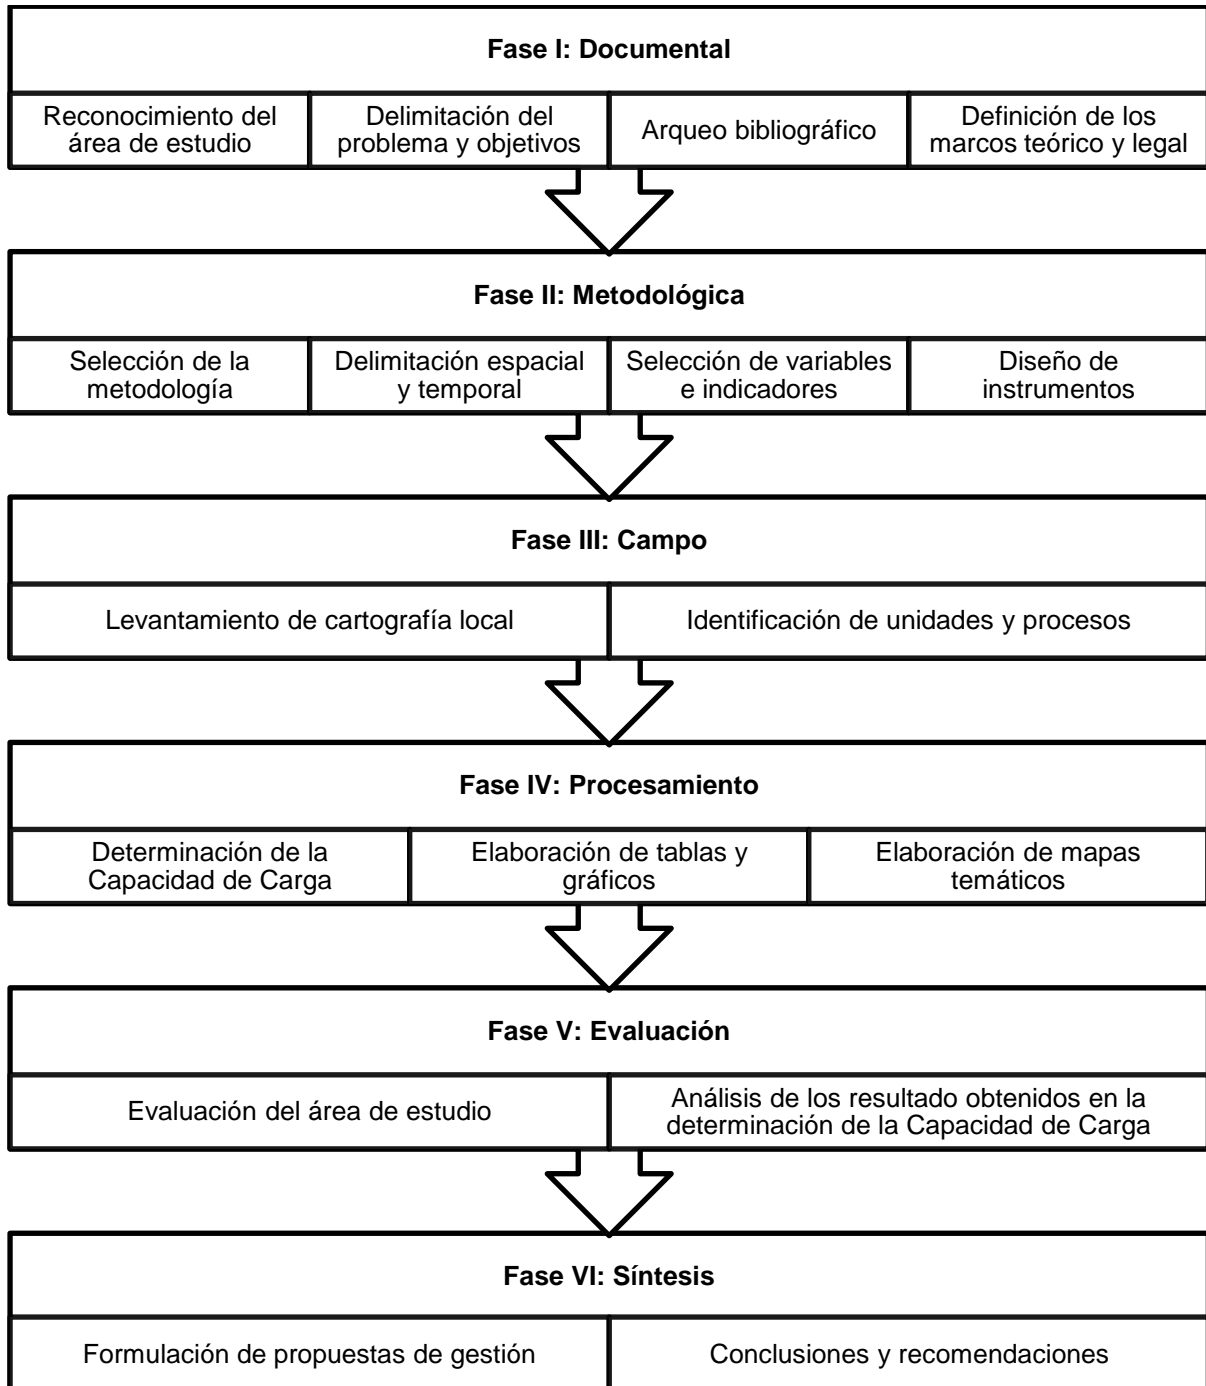 Fase I: Documental
Reconocimiento del
área de estudio
Delimitación del
problema y objetivos
Arqueo bibliográfico
Definición de los
marcos teórico y legal
Fase II: Metodológica
Selección de la
metodología
Delimitación espacial
y temporal
Selección de variables
e indicadores
Diseño de
instrumentos
Fase III: Campo
Levantamiento de cartografía local
Identificación de unidades y procesos
Fase IV: Procesamiento
Determinación de la
Capacidad de Carga
Elaboración de tablas y
gráficos
Elaboración de mapas
temáticos
Fase V: Evaluación
Evaluación del área de estudio
Análisis de los resultado obtenidos en la
determinación de la Capacidad de Carga
Fase VI: Síntesis
Formulación de propuestas de gestión
Conclusiones y recomendaciones